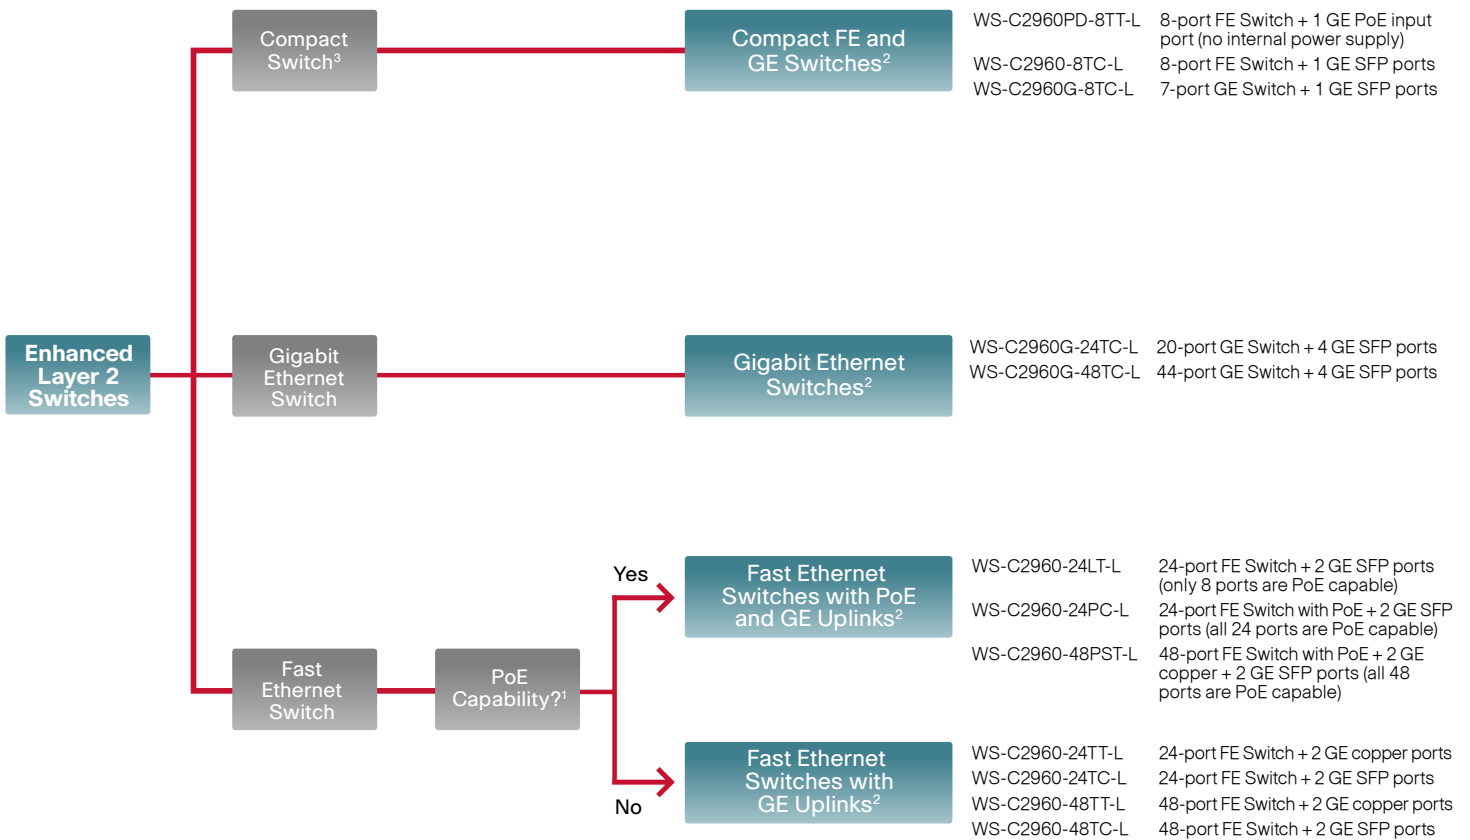 Compact
Switch³
Compact FE and
GE Switches²
WS-C2960PD-8TT-L 8-port FE Switch + 1 GE PoE input
port (no internal power supply)
WS-C2960-8TC-L 8-port FE Switch + 1 GE SFP ports
WS-C2960G-8TC-L 7-port GE Switch + 1 GE SFP ports
Enhanced
Layer 2
Switches
Gigabit
Ethernet
Switch
Gigabit Ethernet
Switches²
WS-C2960G-24TC-L 20-port GE Switch + 4 GE SFP ports
WS-C2960G-48TC-L 44-port GE Switch + 4 GE SFP ports
Fast
Ethernet
Switch
PoE
Capability?¹
Yes
Fast Ethernet
Switches with PoE
and GE Uplinks²
WS-C2960-24LT-L 24-port FE Switch + 2 GE SFP ports
(only 8 ports are PoE capable)
WS-C2960-24PC-L 24-port FE Switch with PoE + 2 GE SFP
ports (all 24 ports are PoE capable)
WS-C2960-48PST-L 48-port FE Switch with PoE + 2 GE
copper + 2 GE SFP ports (all 48
ports are PoE capable)
No
Fast Ethernet
Switches with
GE Uplinks²
WS-C2960-24TT-L 24-port FE Switch + 2 GE copper ports
WS-C2960-24TC-L 24-port FE Switch + 2 GE SFP ports
WS-C2960-48TT-L 48-port FE Switch + 2 GE copper ports
WS-C2960-48TC-L 48-port FE Switch + 2 GE SFP ports